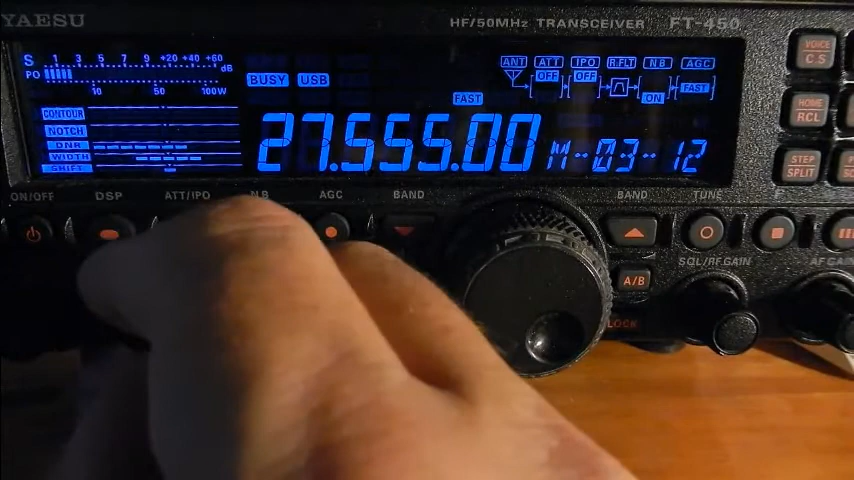 YAESU
HF/50MHz TRANSCEIVER FT-450
S 1 3 5 7 9 +20 +40 +60 dB
PO
10 50 100W
BUSY USB
FAST
ANT ATT IPO R.FLT NB AGC
OFF OFF ON FAST
CONTOUR
NOTCH
DNR
WIDTH
SHIFT
27.555.00 M-03-12
VOICE
C.S
HOME
RCL
STEP
SPLIT
ON/OFF DSP ATT/IPO NB AGC BAND BAND TUNE
A/B
LOCK
SQL/RF GAIN AF GAIN